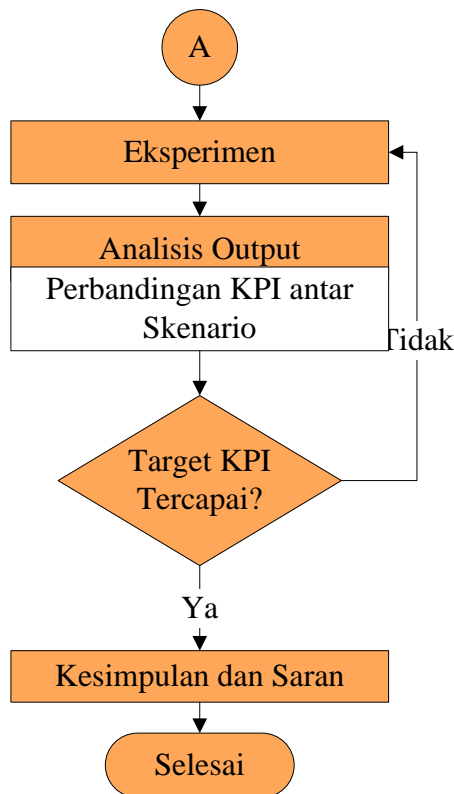 A
Eksperimen
Analisis Output
Perbandingan KPI antar
Skenario
Tidak
Target KPI
Tercapai?
Ya
Kesimpulan dan Saran
Selesai